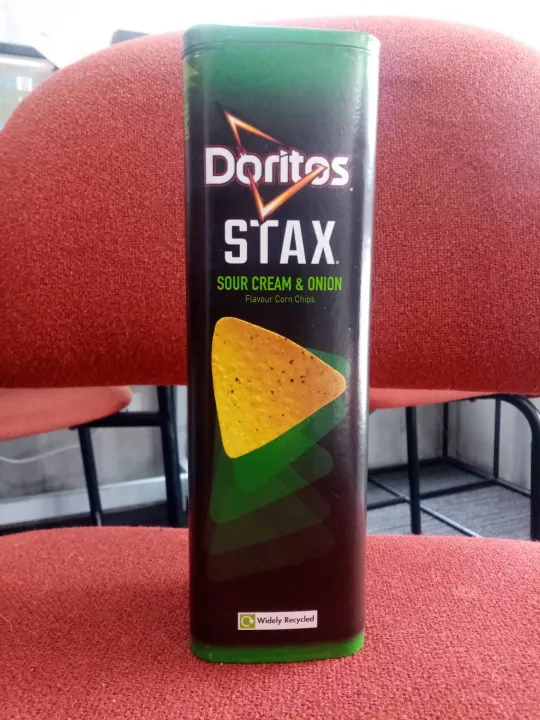 Doritos
STAX
SOUR CREAM & ONION
Flavour Corn Chips
Widely Recycled